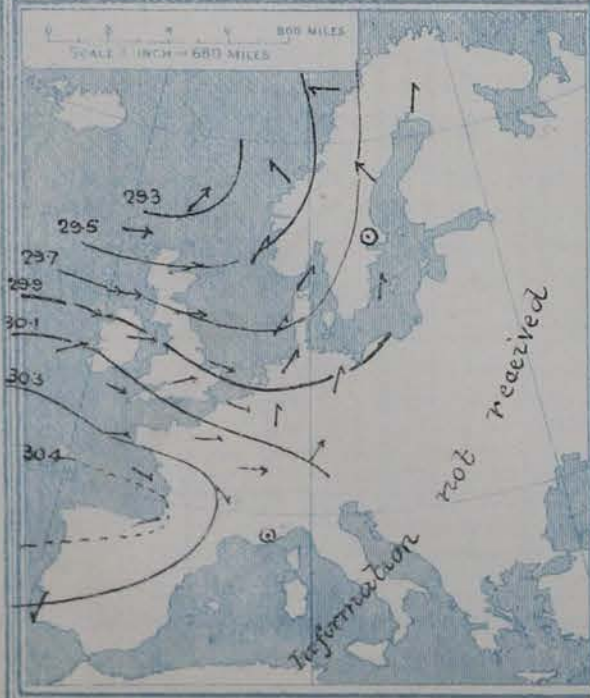 800 MILES
SCALE 1 INCH = 680 MILES
29.3
29.5
29.7
29.9
30.1
30.3
30.4
Information not received